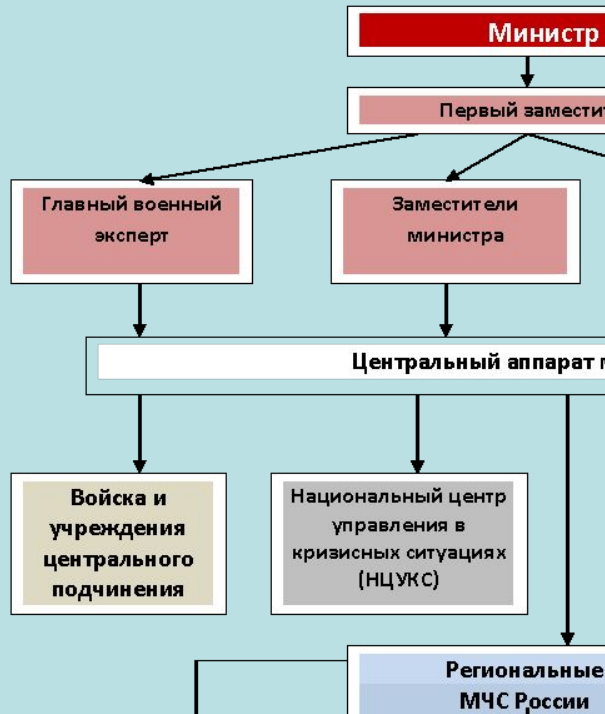 Министр
Первый
Главный военный
эксперт
Заместители
министра
Центральный аппарат
Войска и
учреждения
центрального
подчинения
Национальный центр
управления в
кризисных ситуациях
(НЦУКС)
Региональные
МЧС России